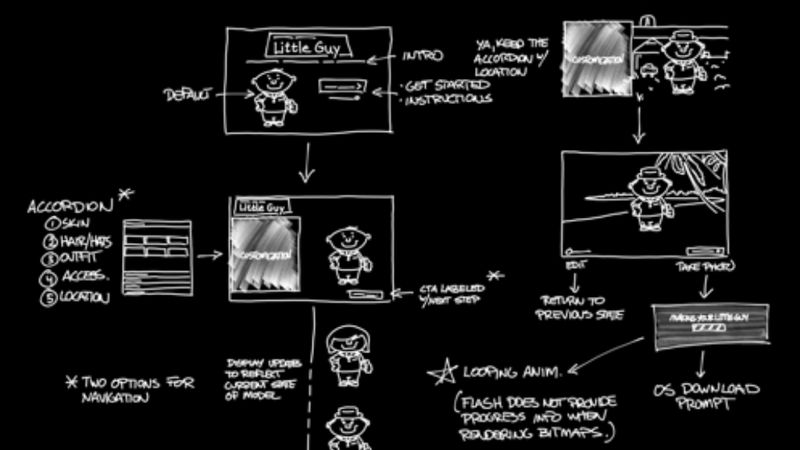 Little Guy
INTRO
DEFAULT
· GET STARTED
· INSTRUCTIONS
YA, KEEP THE
ACCORDION W/
LOCATION
CUSTOMIZATION
ACCORDION *
① SKIN
② HAIR/HATS
③ OUTFIT
④ ACCESS.
⑤ LOCATION
Little Guy
CUSTOMIZATION
CTA LABELED *
W/NEXT STEP
* TWO OPTIONS FOR
NAVIGATION
DISPLAY UPDATES
TO REFLECT
CURRENT STATE
OF MODEL
EDIT
TAKE PHOTO
RETURN TO
PREVIOUS STATE
MAKING YOUR LITTLE GUY
LOOPING ANIM.
(FLASH DOES NOT PROVIDE
PROGRESS INFO WHEN
RENDERING BITMAPS.)
OS DOWNLOAD
PROMPT